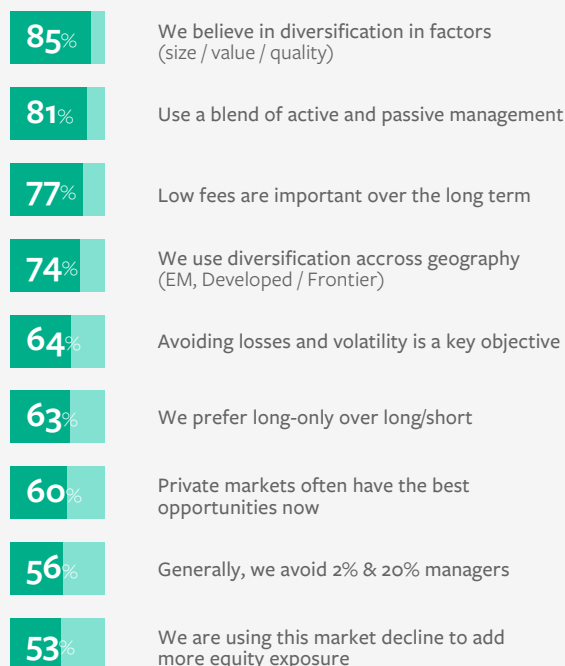 85%
We believe in diversification in factors
(size / value / quality)
81%
Use a blend of active and passive management
77%
Low fees are important over the long term
74%
We use diversification accross geography
(EM, Developed / Frontier)
64%
Avoiding losses and volatility is a key objective
63%
We prefer long-only over long/short
60%
Private markets often have the best
opportunities now
56%
Generally, we avoid 2% & 20% managers
53%
We are using this market decline to add
more equity exposure